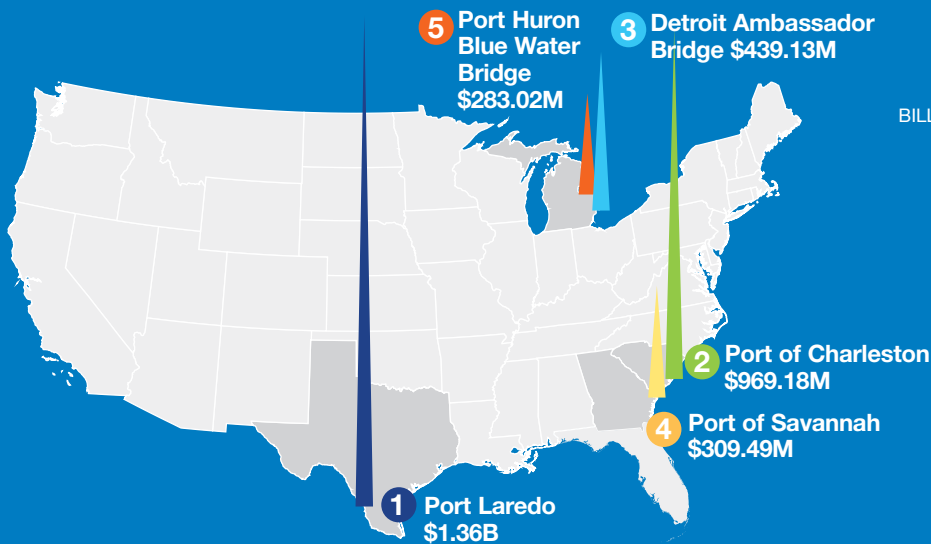 5 Port Huron
Blue Water
Bridge
$283.02M
3 Detroit Ambassador
Bridge $439.13M
BILL
2 Port of Charleston
$969.18M
4 Port of Savannah
$309.49M
1 Port Laredo
$1.36B